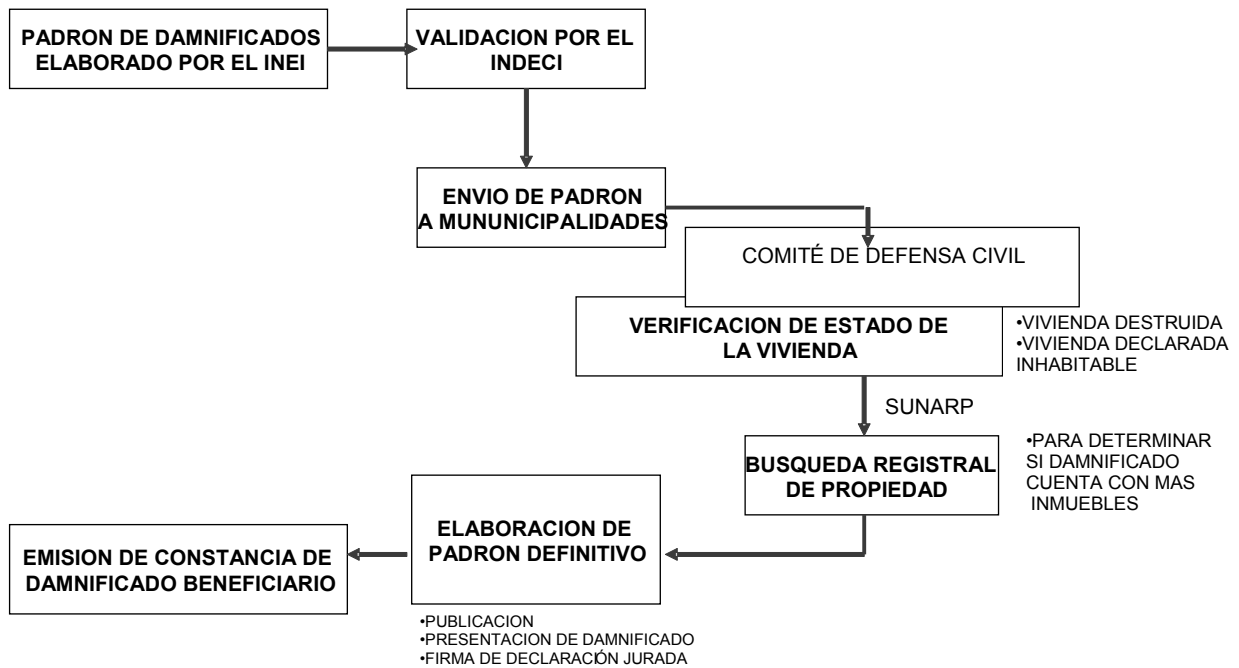 PADRON DE DAMNIFICADOS
ELABORADO POR EL INEI
VALIDACION POR EL
INDECI
ENVIO DE PADRON
A MUNUNICIPALIDADES
COMITÉ DE DEFENSA CIVIL
VERIFICACION DE ESTADO DE
LA VIVIENDA
•VIVIENDA DESTRUIDA
•VIVIENDA DECLARADA
INHABITABLE
SUNARP
BUSQUEDA REGISTRAL
DE PROPIEDAD
•PARA DETERMINAR
SI DAMNIFICADO
CUENTA CON MAS
INMUEBLES
ELABORACION DE
PADRON DEFINITIVO
•PUBLICACION
•PRESENTACION DE DAMNIFICADO
•FIRMA DE DECLARACIÓN JURADA
EMISION DE CONSTANCIA DE
DAMNIFICADO BENEFICIARIO